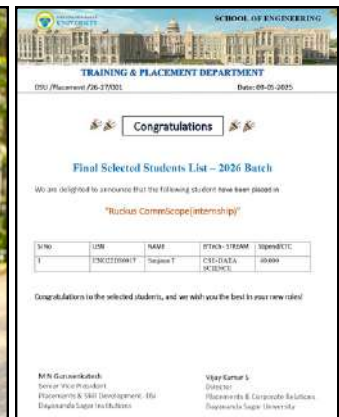 UNIVERSITY
SCHOOL OF ENGINEERING
TRAINING & PLACEMENT DEPARTMENT
DSU /Placement /26-27/001
Date: 09-05-2025
Congratulations
Final Selected Students List – 2026 Batch
We are delighted to announce that the following student have been placed in
"Ruckus CommScope(internship)"
Sl No USN NAME B'Tech- STREAM Stipend/CTC
1 Sanjana T CSE-DATA SCIENCE 40000
Congratulations to the selected students, and we wish you the best in your new roles!
Vijay Kumar S
Senior Vice President
Director
Placements & Skill Development,
Placements & Corporate Relations
Dayananda Sagar Institutions
Dayananda Sagar University